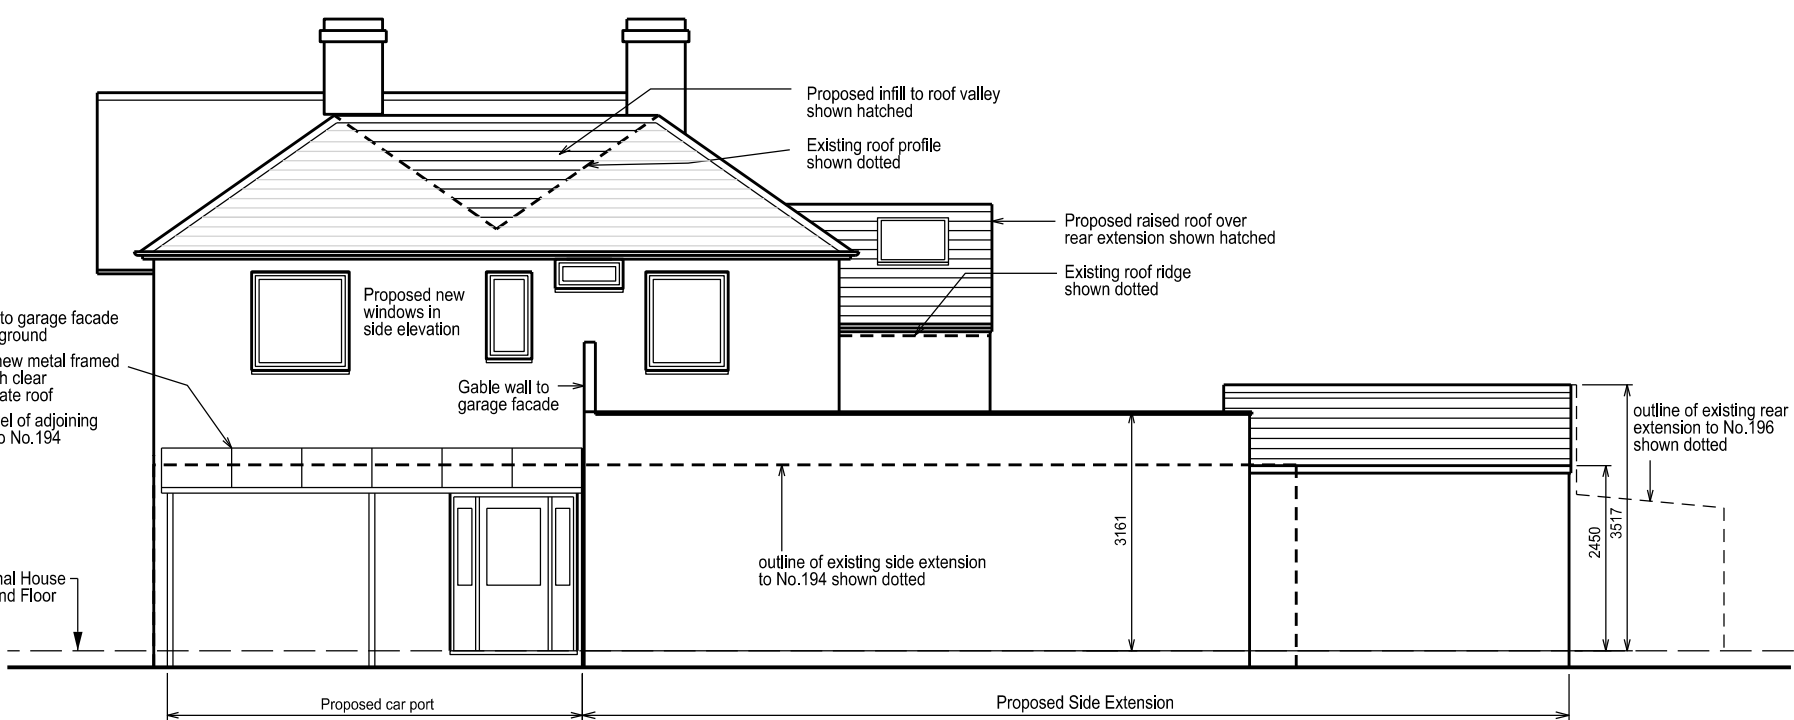 Proposed infill to roof valley
shown hatched
Existing roof profile
shown dotted
Proposed raised roof over
rear extension shown hatched
Existing roof ridge
shown dotted
Proposed new
windows in
side elevation
to garage facade
ground
new metal framed
clear
roof
of adjoining
No.194
Gable wall to
garage facade
outline of existing rear
extension to No.196
shown dotted
3161
2450
3517
outline of existing side extension
to No.194 shown dotted
House
Floor
Proposed car port
Proposed Side Extension